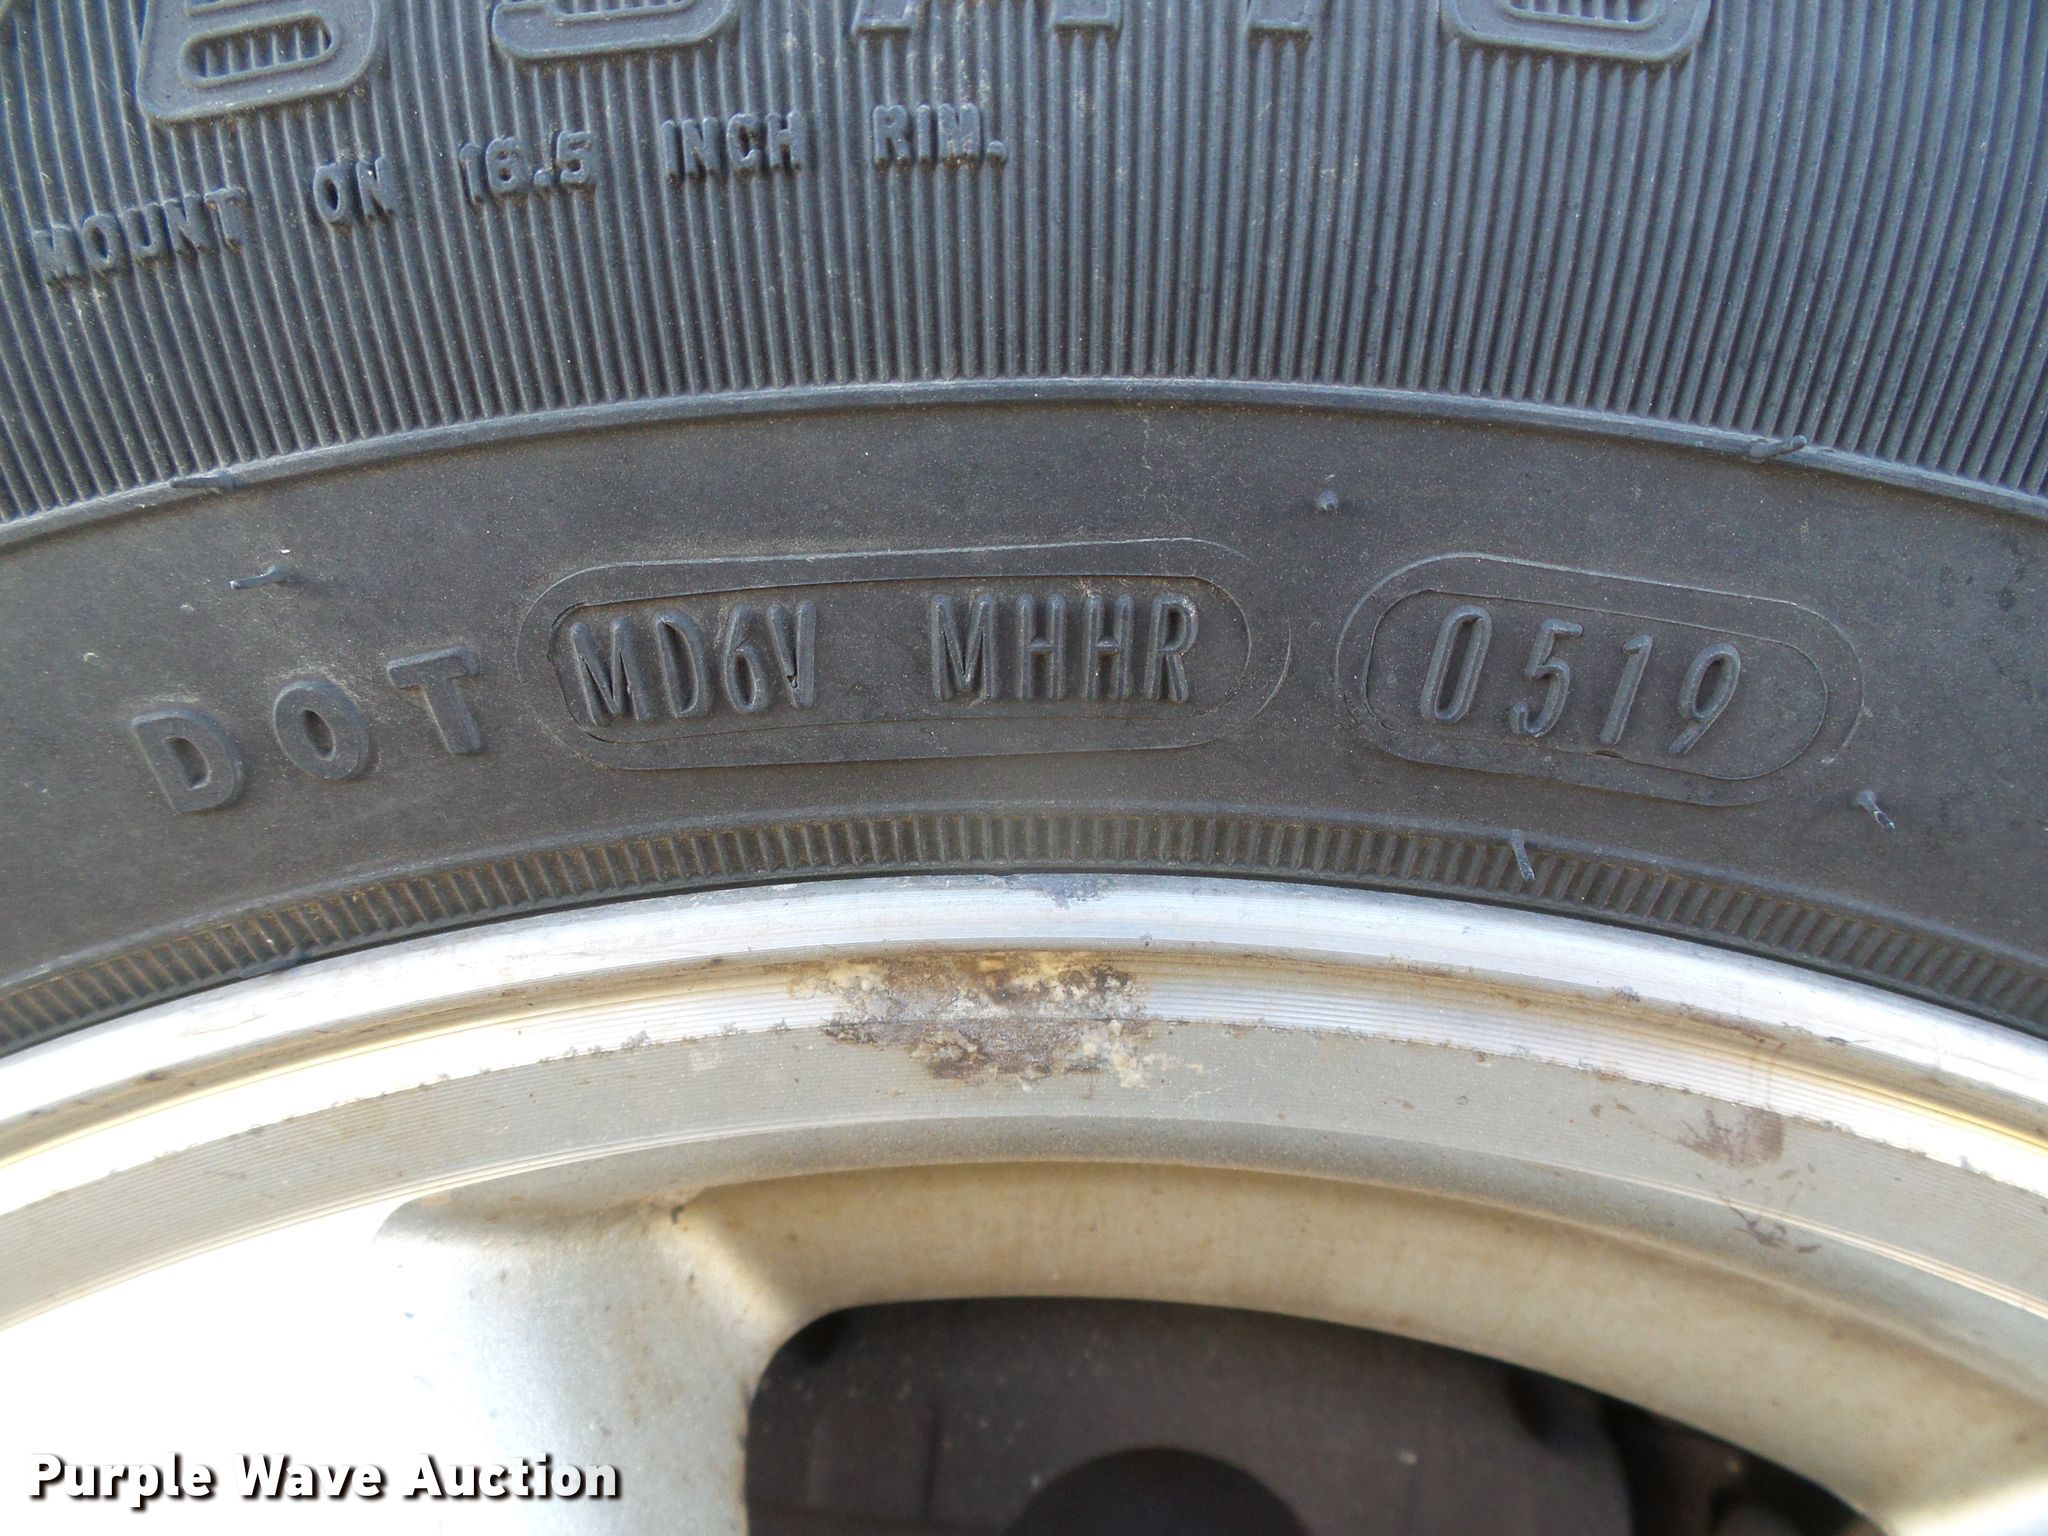 MOUNT ON 16.5 INCH RIM.
DOT MD6V MHHR 0519
Purple Wave Auction